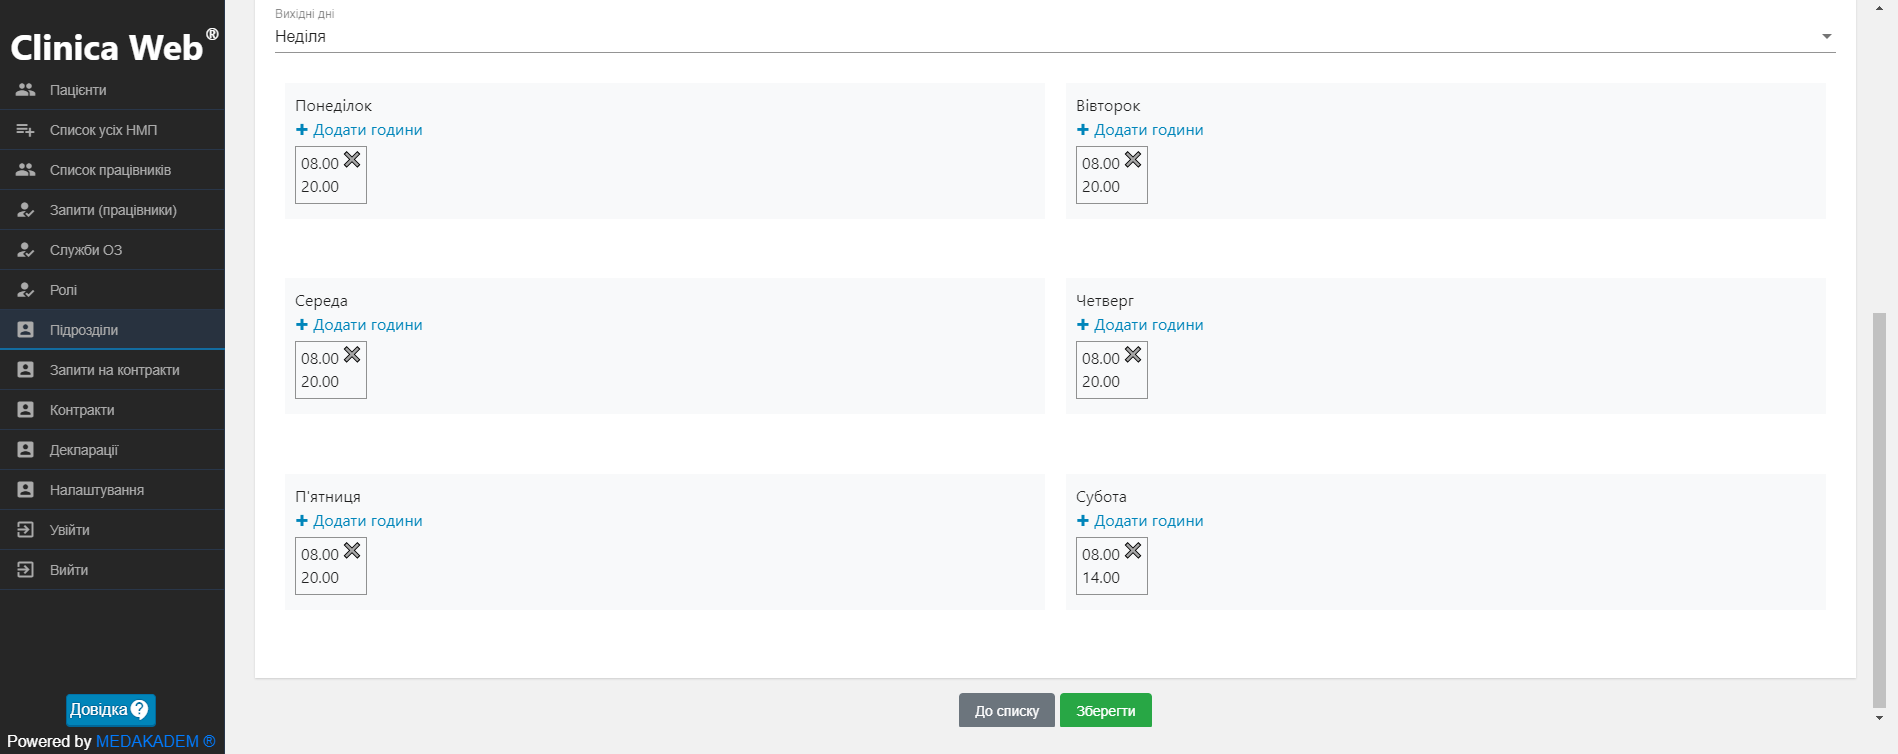 Clinica Web®
Пацієнти
Список усіх НМП
Список працівників
Запити (працівники)
Служби ОЗ
Ролі
Підрозділи
Запити на контракти
Контракти
Декларації
Налаштування
Увійти
Вийти
Довідка
Powered by MEDAKADEM ®
Вихідні дні
Неділя
Понеділок
+ Додати години
08.00
20.00
Вівторок
+ Додати години
08.00
20.00
Середа
+ Додати години
08.00
20.00
Четверг
+ Додати години
08.00
20.00
П'ятниця
+ Додати години
08.00
20.00
Субота
+ Додати години
08.00
14.00
До списку
Зберегти